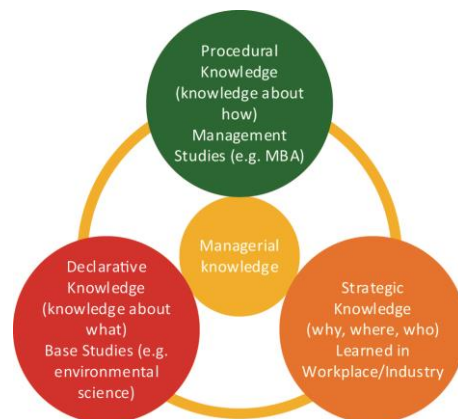 Procedural
Knowledge
(knowledge about
how)
Management
Studies (e.g. MBA)
Managerial
knowledge
Declarative
Knowledge
(knowledge about
what)
Base Studies (e.g.
environmental
science)
Strategic
Knowledge
(why, where, who)
Learned in
Workplace/Industry